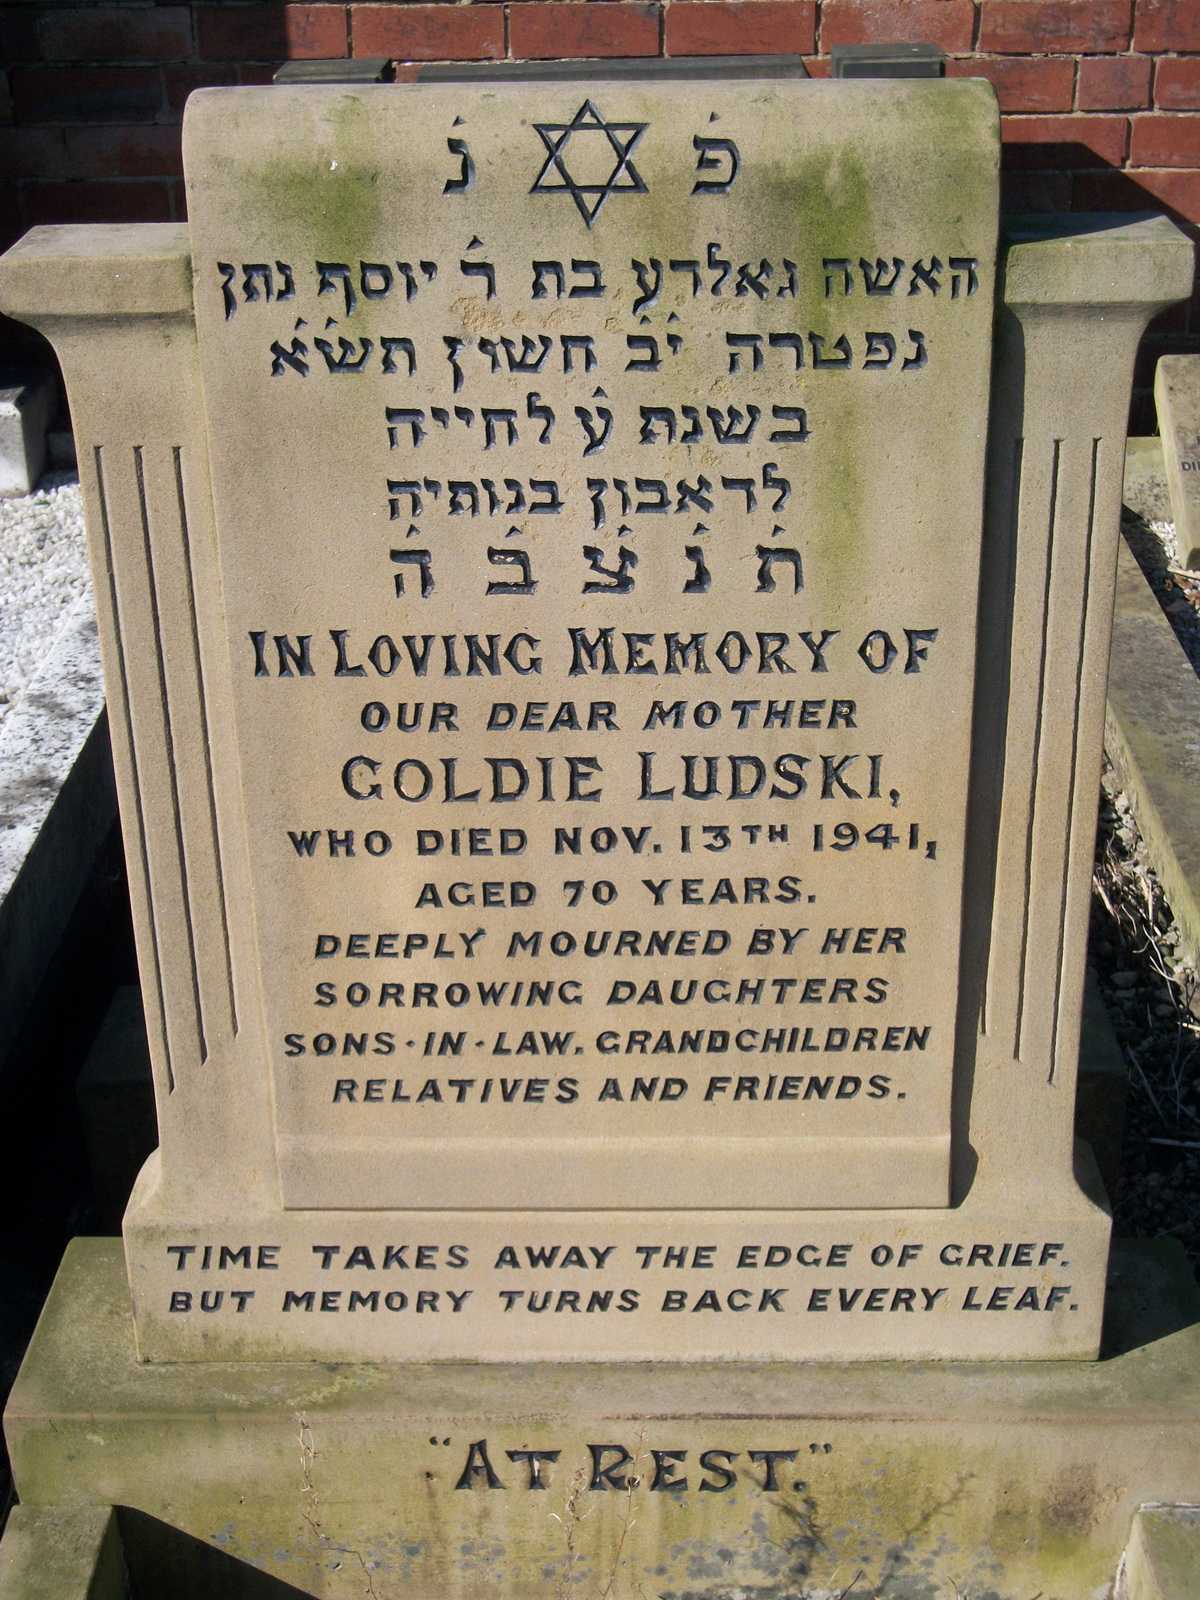 פ̇ נ̇
האשה גאלדע בת ר̇ יוסף נתן
נפטרה י̇ב̇ חשון תש̇א̇
בשנת ע̇ לחייה
לדאבון בנותיה
ת̇ נ̇ צ̇ ב̇ ה̇
IN LOVING MEMORY OF
OUR DEAR MOTHER
GOLDIE LUDSKI,
WHO DIED NOV. 13TH 1941,
AGED 70 YEARS.
DEEPLY MOURNED BY HER
SORROWING DAUGHTERS
SONS·IN·LAW, GRANDCHILDREN
RELATIVES AND FRIENDS.
TIME TAKES AWAY THE EDGE OF GRIEF.
BUT MEMORY TURNS BACK EVERY LEAF.
"AT REST."